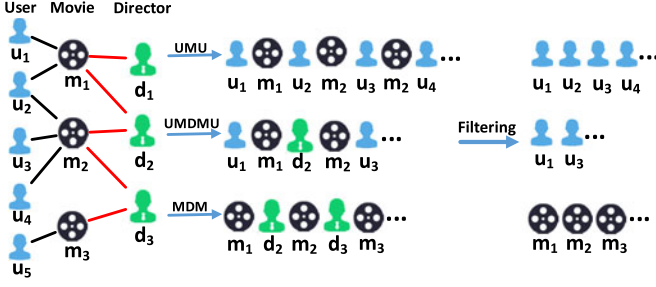 User Movie Director
u1
m1
d1
u2
u3
m2
d2
u4
u5
m3
d3
UMU
u1 m1 u2 m2 u3 m2 u4 ...
u1 u2 u3 u4 ...
UMDMU
u1 m1 d2 m2 u3 ...
Filtering
u1 u3 ...
MDM
m1 d2 m2 d3 m3 ...
m1 m2 m3 ...